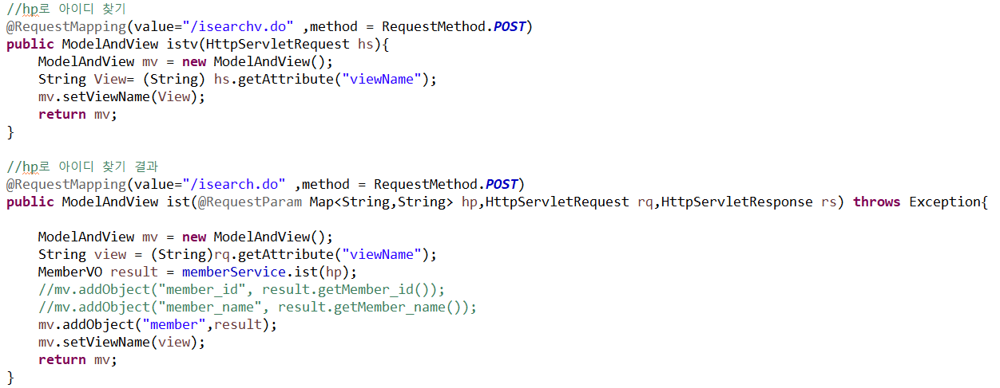 //hp로 아이디 찾기
@RequestMapping(value="/isearchv.do" ,method = RequestMethod.POST)
public ModelAndView istv(HttpServletRequest hs){
    ModelAndView mv = new ModelAndView();
    String View= (String) hs.getAttribute("viewName");
    mv.setViewName(View);
    return mv;
}
//hp로 아이디 찾기 결과
@RequestMapping(value="/isearch.do" ,method = RequestMethod.POST)
public ModelAndView ist(@RequestParam Map<String,String> hp,HttpServletRequest rq,HttpServletResponse rs) throws Exception{
    ModelAndView mv = new ModelAndView();
    String view = (String)rq.getAttribute("viewName");
    MemberVO result = memberService.ist(hp);
    //mv.addObject("member_id", result.getMember_id());
    //mv.addObject("member_name", result.getMember_name());
    mv.addObject("member",result);
    mv.setViewName(view);
    return mv;
}